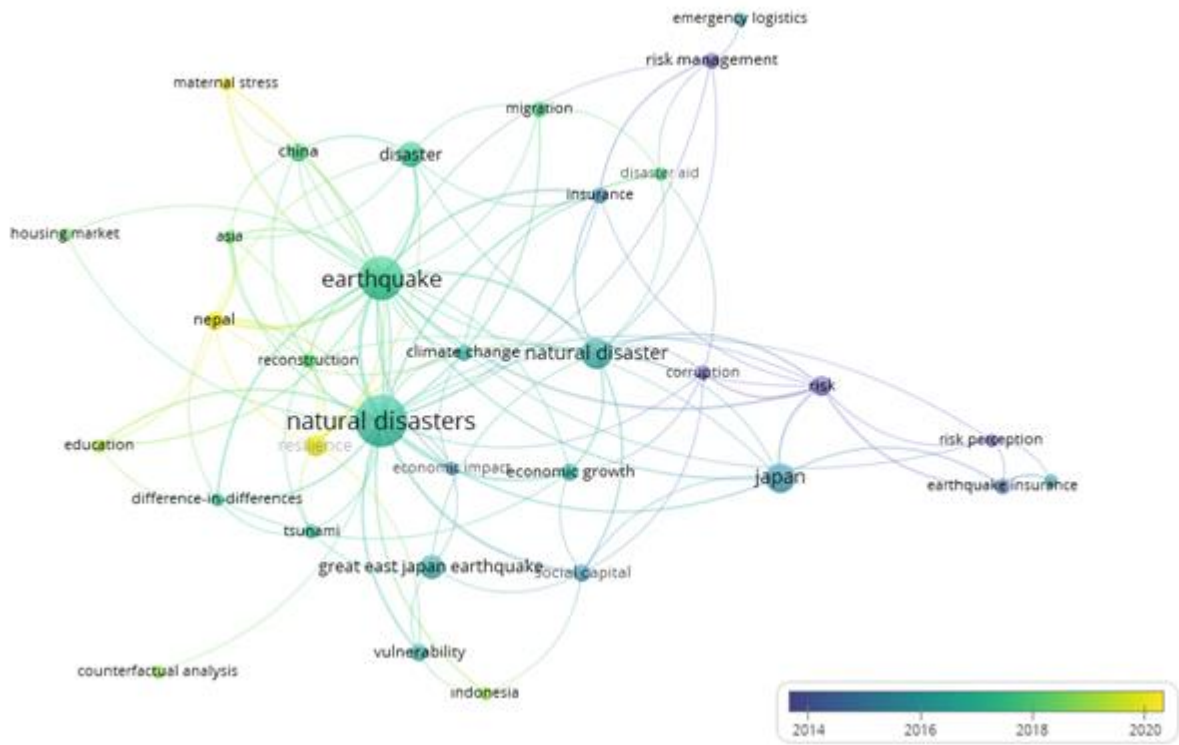 emergency logistics
risk management
maternal stress
migration
china
disaster
disaster aid
insurance
housing market
asia
earthquake
nepal
reconstruction
climate change
natural disaster
corruption
risk
natural disasters
resilience
education
risk perception
economic impact
economic growth
japan
earthquake insurance
difference-in-differences
tsunami
great east japan earthquake
social capital
vulnerability
counterfactual analysis
indonesia
2014
2016
2018
2020